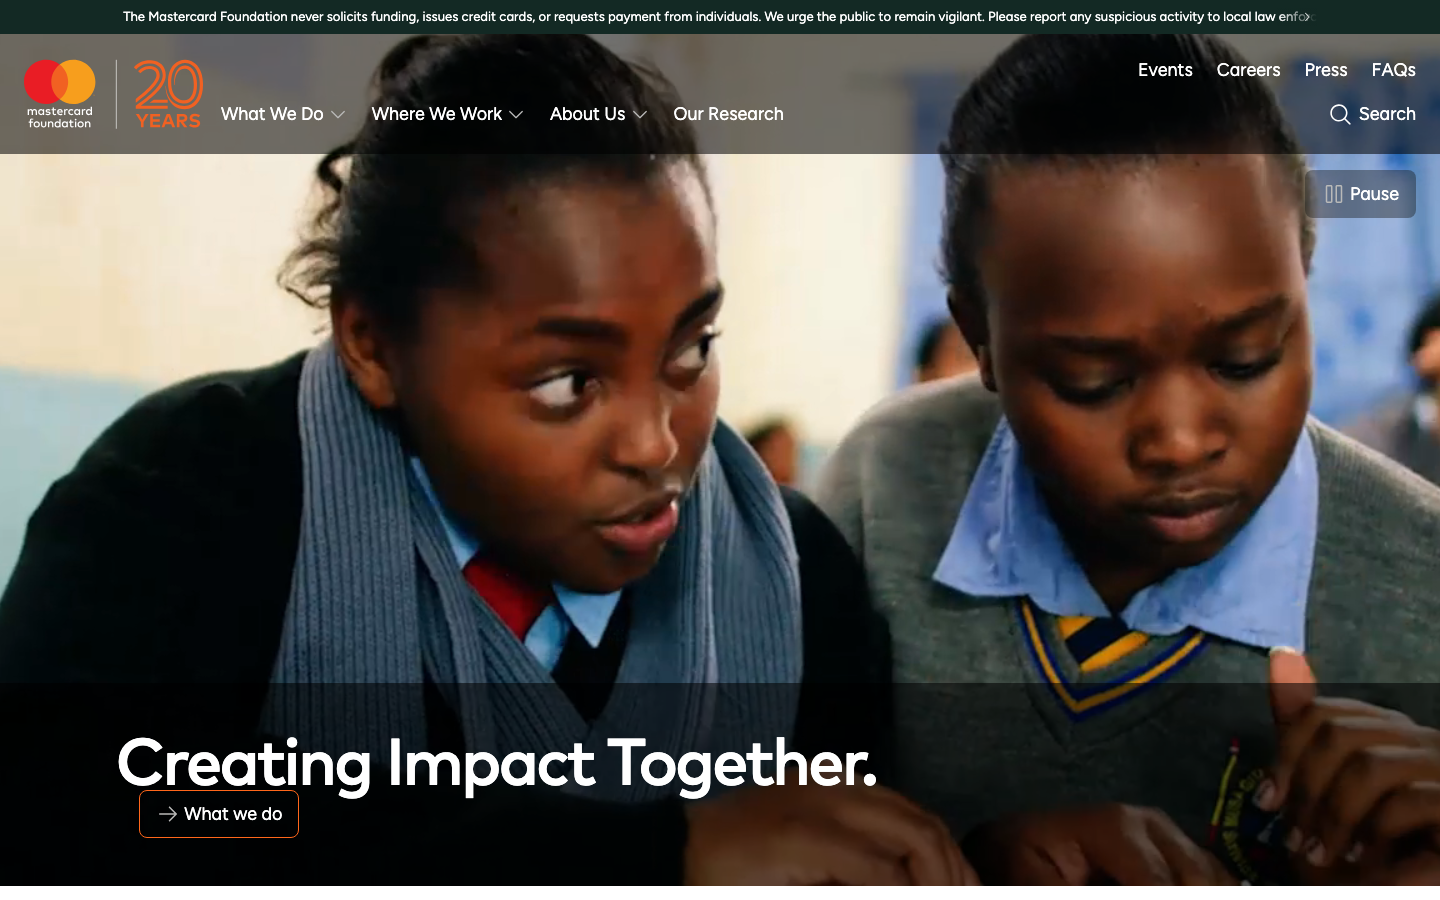 The Mastercard Foundation never solicits funding, issues credit cards, or requests payment from individuals. We urge the public to remain vigilant. Please report any suspicious activity to local law
mastercard
foundation
20
YEARS
Events
Careers
Press
FAQs
What We Do
Where We Work
About Us
Our Research
Search
Pause
Creating Impact Together.
What we do